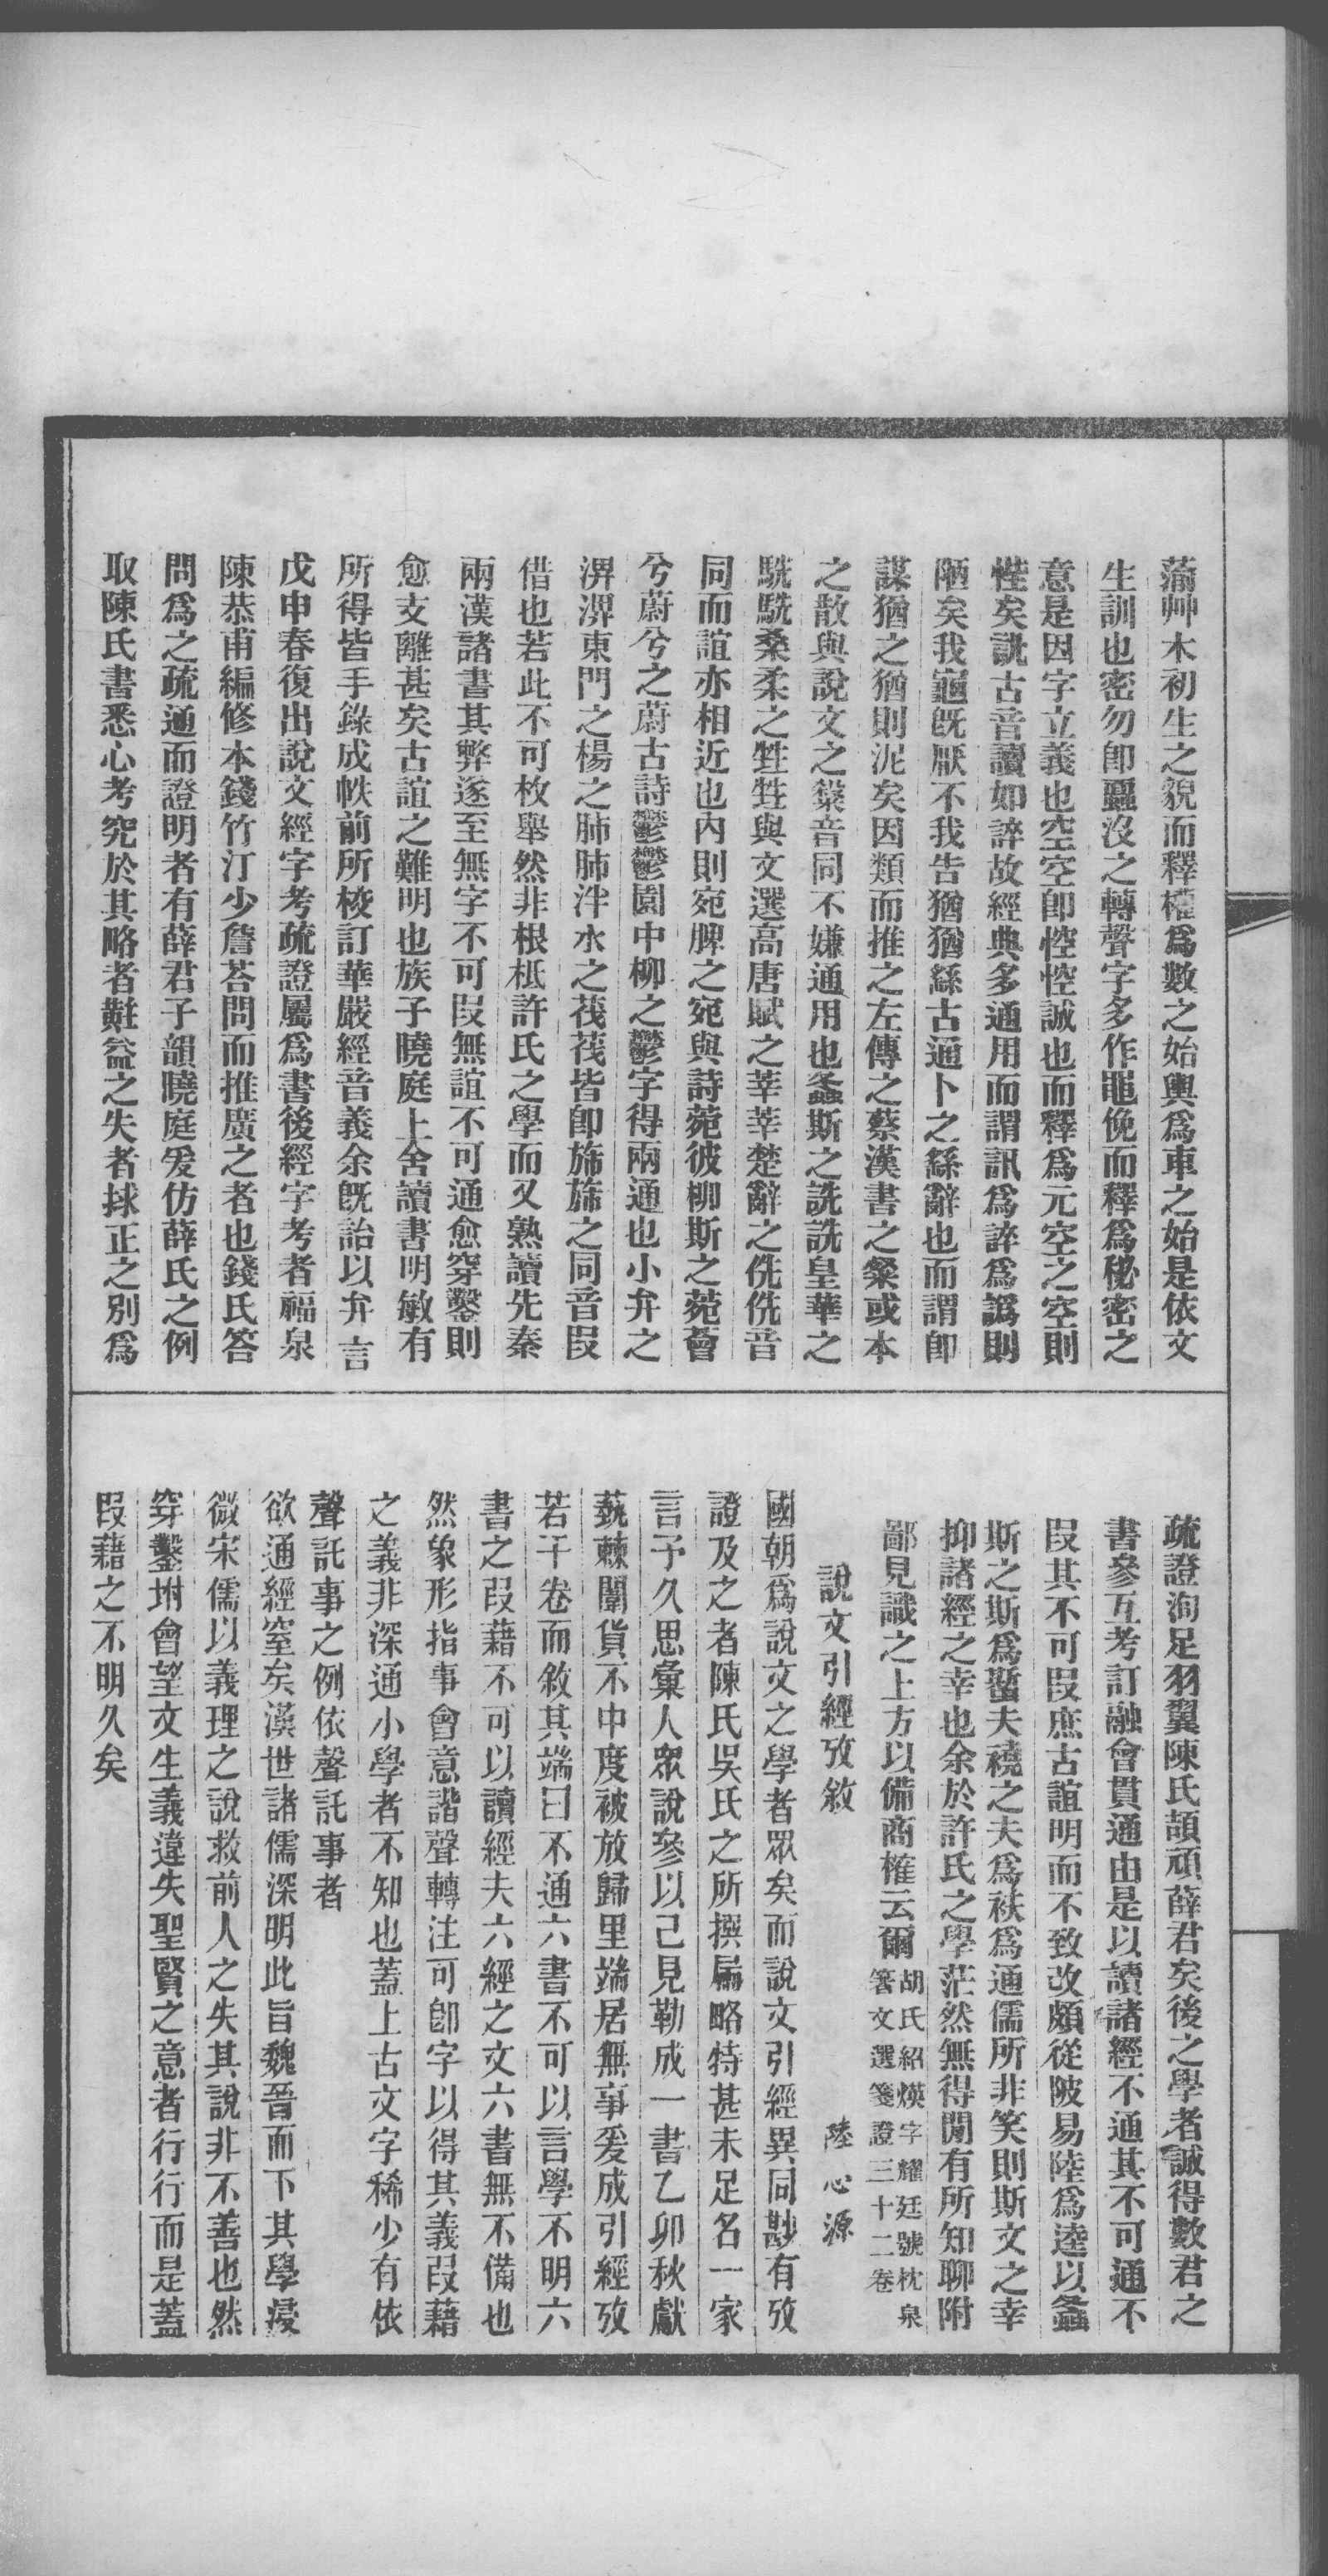 蕍艸木初生之貌而釋權爲數之始輿爲車之始是依文
生訓也密勿卽蠠沒之轉聲字多作黽俛而釋爲秘密之
意是因字立義也空空卽悾悾誠也而釋爲元空之空則
恠矣訧古音讀如誶故經典多通用而謂訊爲誶爲譌則
陋矣我龜旣厭不我告猶猶繇古通卜之繇辭也而謂卽
謀猶之猶則泥矣因類而推之左傳之蔡漢書之粲或本
之散與說文之㪔音同不嫌通用也螽斯之詵詵皇華之
駪駪桑柔之甡甡與文選高唐賦之莘莘楚辭之侁侁音
同而誼亦相近也內則宛脾之宛與詩菀彼柳斯之菀薈
兮蔚兮之蔚古詩鬱鬱園中柳之鬱字得兩通也小弁之
淠淠東門之楊之肺肺泮水之茷茷皆卽旆旆之同音叚
借也若此不可枚舉然非根柢許氏之學而又熟讀先秦
兩漢諸書其弊遂至無字不可叚無誼不可通愈穿鑿則
愈支離甚矣古誼之難明也族子曉庭上舍讀書明敏有
所得皆手錄成帙前所校訂華嚴經音義余旣詒以弁言
戊申春復出說文經字考疏證屬爲書後經字考者福泉
陳恭甫編修本錢竹汀少詹荅問而推廣之者也錢氏答
問爲之疏通而證明者有薛君子韻曉庭爰仿薛氏之例
取陳氏書悉心考究於其略者黈益之失者捄正之別爲
疏證洵足羽翼陳氏頡頑薛君矣後之學者誠得數君之
書參互考訂融會貫通由是以讀諸經不通其不可通不
叚其不可叚庶古誼明而不致改頗從陂易陸爲逵以螽
斯之斯爲蜇夫襓之夫爲袂爲通儒所非笑則斯文之幸
抑諸經之幸也余於許氏之學茫然無得閒有所知聊附
鄙見識之上方以備商榷云爾胡氏紹煐字耀廷號枕泉
箸文選箋證三十二卷
說文引經攷敘
陸心源
國朝爲說文之學者眾矣而說文引經異同尠有攷
證及之者陳氏吳氏之所撰漏略特甚未足名一家
言予久思彙人眾說參以己見勒成一書乙卯秋獻
蓺棘闈貨不中度被放歸里端居無事爰成引經攷
若干卷而敘其端曰不通六書不可以言學不明六
書之叚藉不可以讀經夫六經之文六書無不備也
然象形指事會意諧聲轉注可卽字以得其義叚藉
之義非深通小學者不知也蓋上古文字稀少有依
聲託事之例依聲託事者
欲通經窒矣漢世諸儒深明此旨魏晉而下其學寖
微宋儒以義理之說救前人之失其說非不善也然
穿鑿坿會望文生義違失聖賢之意者行行而是蓋
叚藉之不明久矣